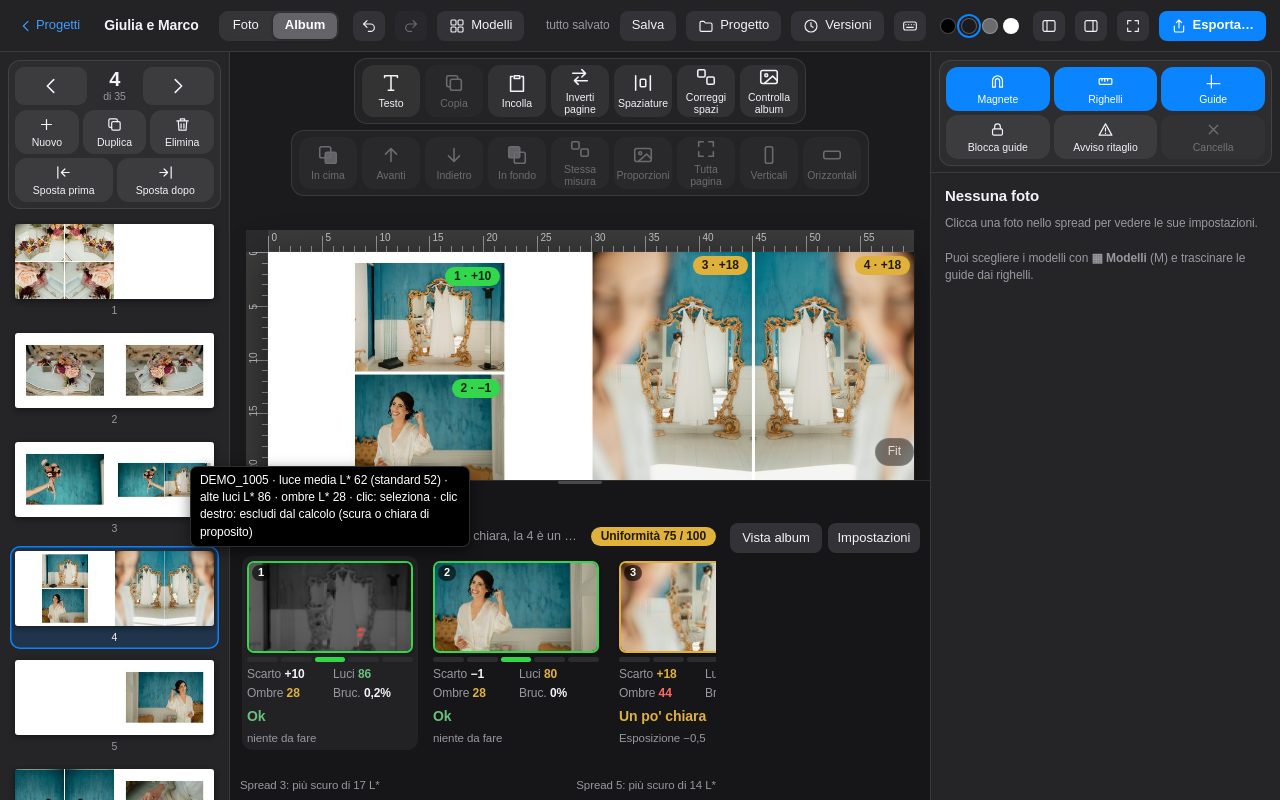 Progetti
Giulia e Marco
Foto
Album
Modelli
tutto salvato
Salva
Progetto
Versioni
Esporta…
4
di 35
Nuovo
Duplica
Elimina
Sposta prima
Sposta dopo
1
2
3
4
5
Testo
Copia
Incolla
Inverti
pagine
Spaziature
Correggi
spazi
Controlla
album
In cima
Avanti
Indietro
In fondo
Stessa
misura
Proporzioni
Tutta
pagina
Verticali
Orizzontali
0 5 10 15 20 25 30 35 40 45 50 55
5
10
15
1 · +10
2 · −1
3 · +18
4 · +18
Fit
DEMO_1005 · luce media L* 62 (standard 52) ·
alte luci L* 86 · ombre L* 28 · clic: seleziona · clic
destro: escludi dal calcolo (scura o chiara di
proposito)
chiara, la 4 è un …
Uniformità 75 / 100
Vista album
Impostazioni
1
Scarto +10
Luci 86
Ombre 28
Bruc. 0,2%
Ok
niente da fare
2
Scarto −1
Luci 80
Ombre 28
Bruc. 0%
Ok
niente da fare
3
Scarto +18
Ombre 44
Un po' chiara
Esposizione −0,5
Spread 3: più scuro di 17 L*
Spread 5: più scuro di 14 L*
Magnete
Righelli
Guide
Blocca guide
Avviso ritaglio
Cancella
Nessuna foto
Clicca una foto nello spread per vedere le sue impostazioni.
Puoi scegliere i modelli con ▦ Modelli (M) e trascinare le
guide dai righelli.